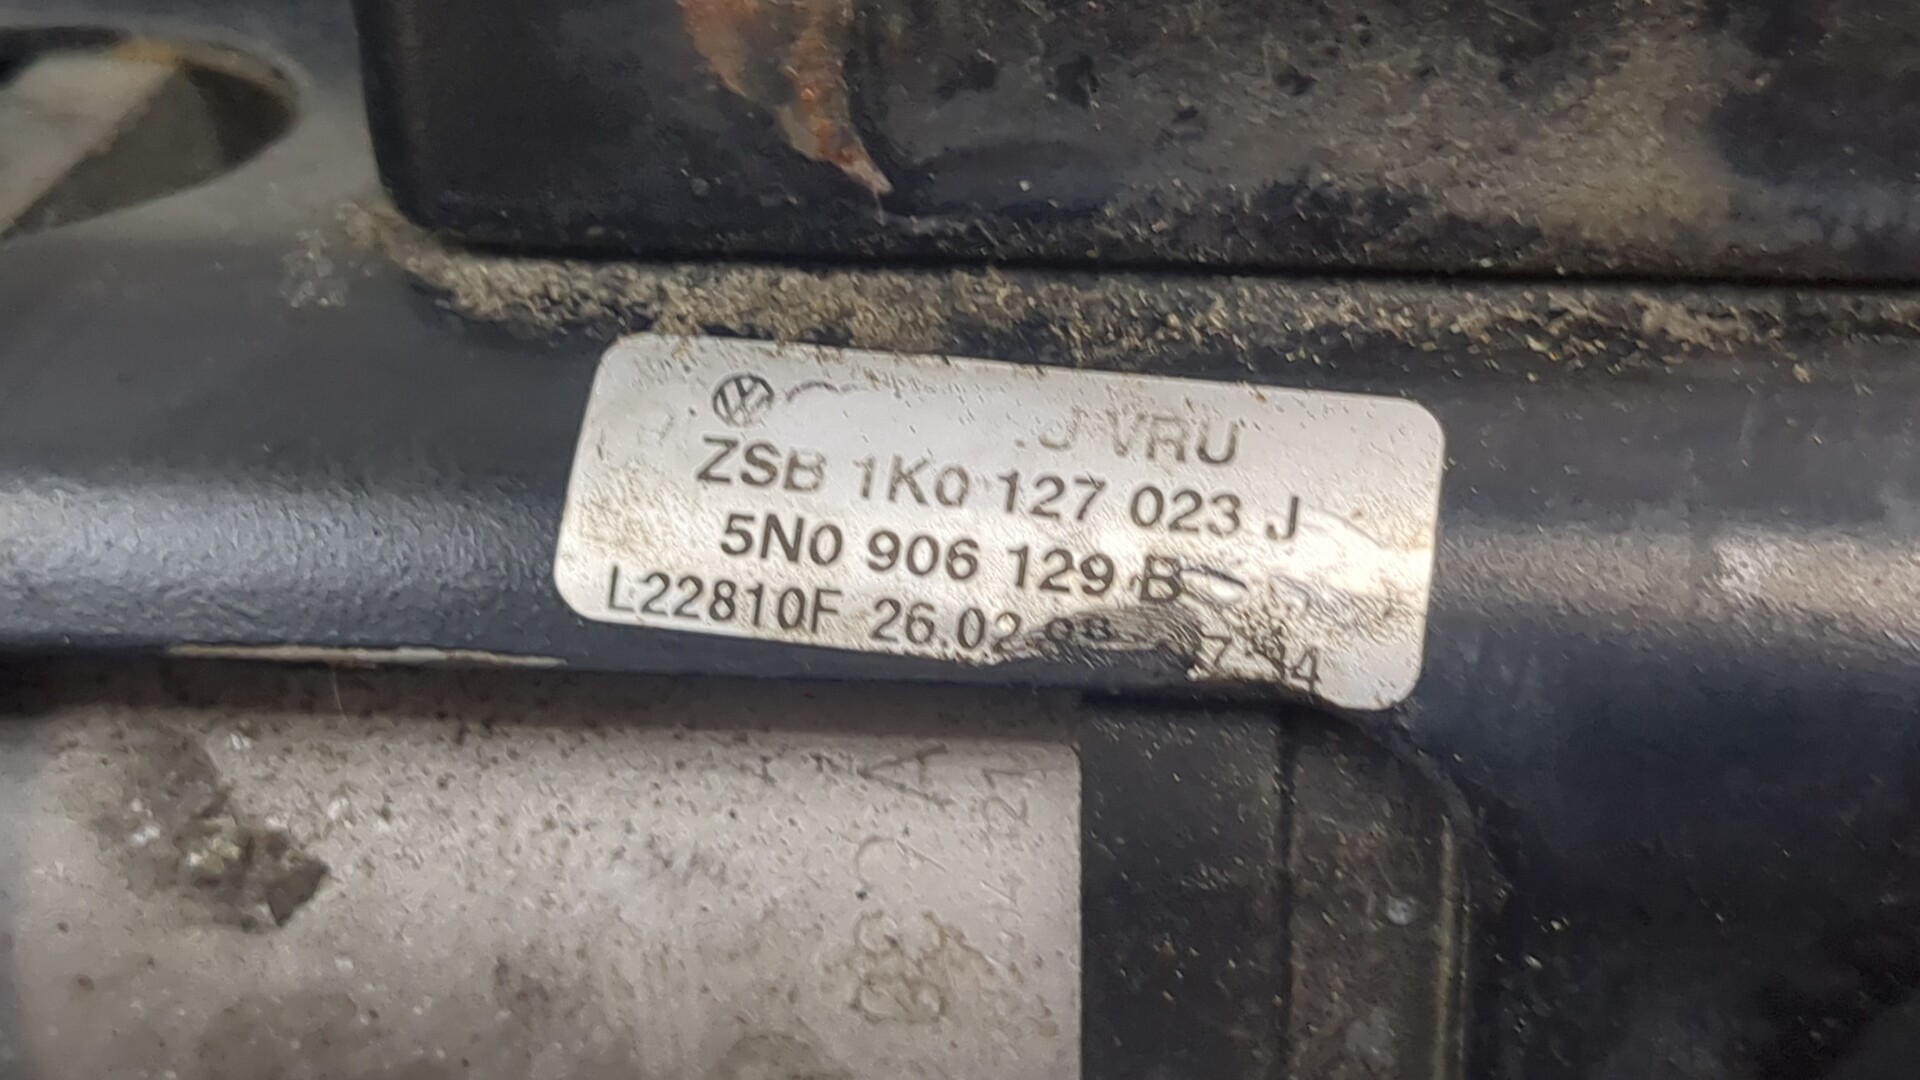 VRU
ZSB 1K0 127 023 J
5N0 906 129 B
L22810F 26.02